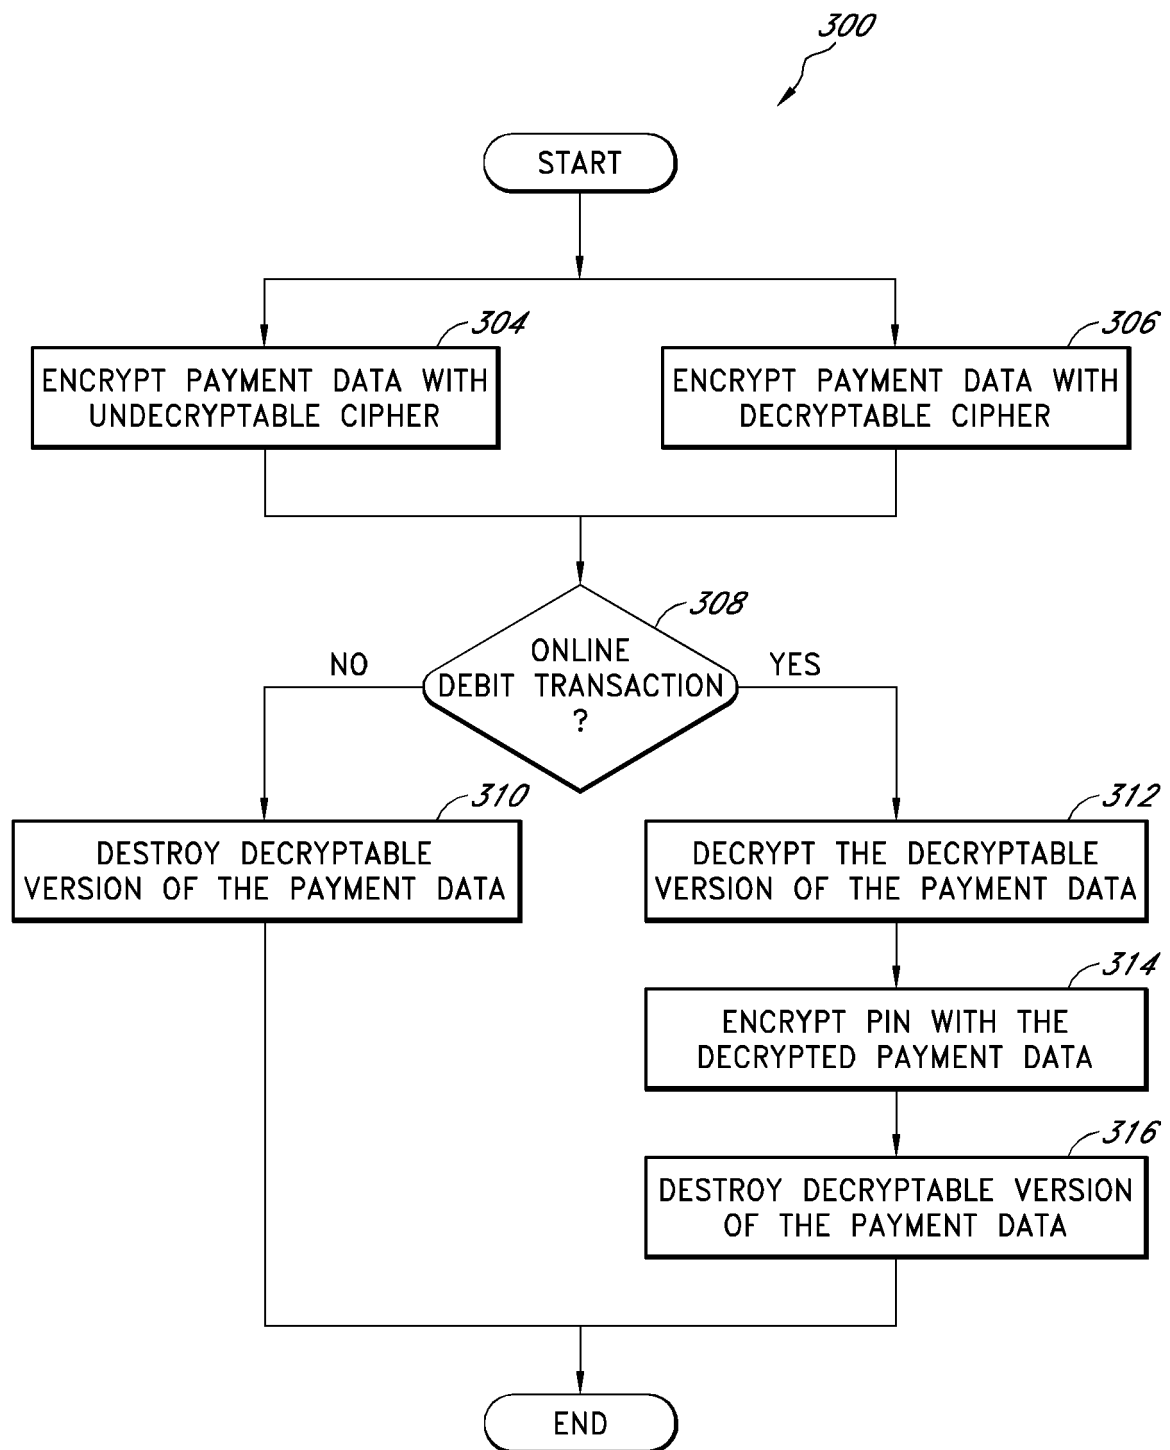 300
START
304
ENCRYPT PAYMENT DATA WITH
UNDECRYPTABLE CIPHER
306
ENCRYPT PAYMENT DATA WITH
DECRYPTABLE CIPHER
308
ONLINE
DEBIT TRANSACTION
?
NO
YES
310
DESTROY DECRYPTABLE
VERSION OF THE PAYMENT DATA
312
DECRYPT THE DECRYPTABLE
VERSION OF THE PAYMENT DATA
314
ENCRYPT PIN WITH THE
DECRYPTED PAYMENT DATA
316
DESTROY DECRYPTABLE VERSION
OF THE PAYMENT DATA
END